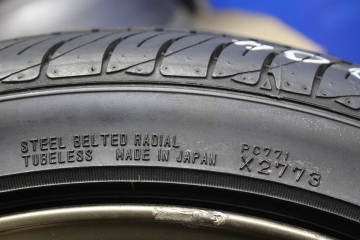 STEEL BELTED RADIAL
TUBELESS MADE IN JAPAN
PC771
X2773